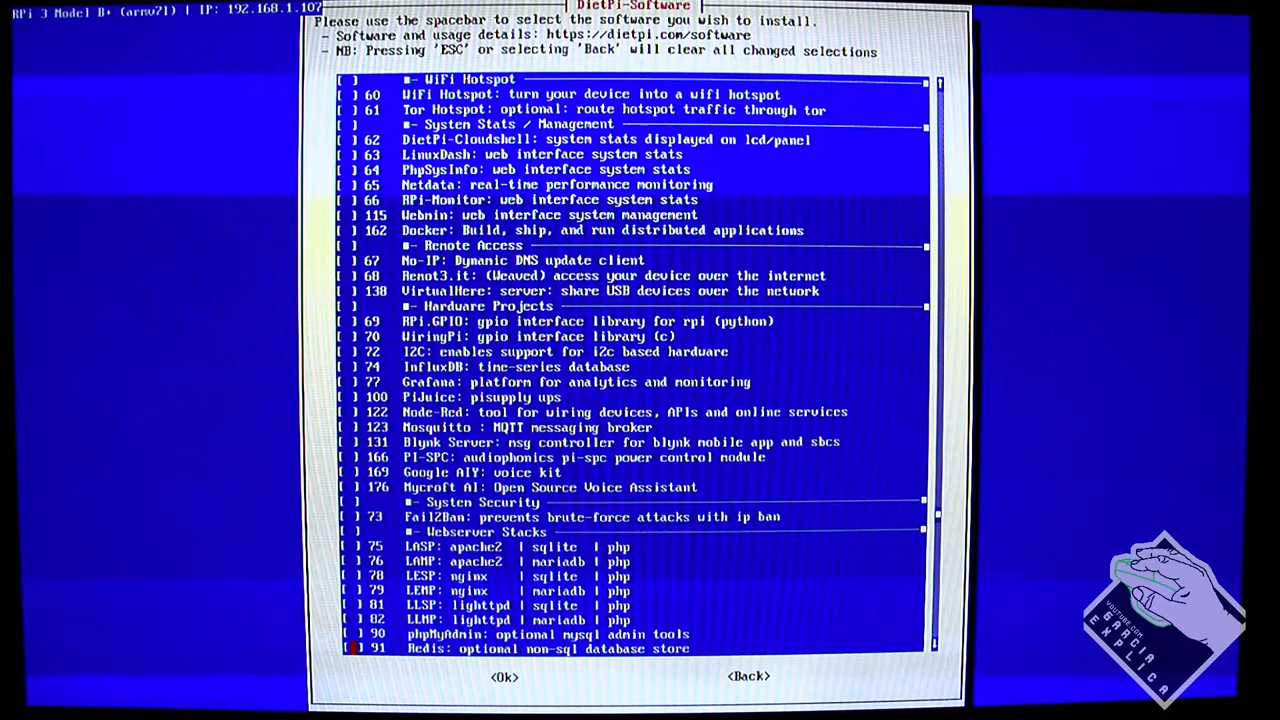 RPi 3 Model B+ (armv7l) | IP: 192.168.1.107
DietPi-Software
Please use the spacebar to select the software you wish to install.
- Software and usage details: https://dietpi.com/software
- NB: Pressing 'ESC' or selecting 'Back' will clear all changed selections
[ ] ■- WiFi Hotspot
[ ] 60 WiFi Hotspot: turn your device into a wifi hotspot
[ ] 61 Tor Hotspot: optional: route hotspot traffic through tor
[ ] ■- System Stats / Management
[ ] 62 DietPi-Cloudshell: system stats displayed on lcd/panel
[ ] 63 LinuxDash: web interface system stats
[ ] 64 PhpSysInfo: web interface system stats
[ ] 65 Netdata: real-time performance monitoring
[ ] 66 RPi-Monitor: web interface system stats
[ ] 115 Webmin: web interface system management
[ ] 162 Docker: Build, ship, and run distributed applications
[ ] ■- Remote Access
[ ] 67 No-IP: Dynamic DNS update client
[ ] 68 Remot3.it: (Weaved) access your device over the internet
[ ] 138 VirtualHere: server: share USB devices over the network
[ ] ■- Hardware Projects
[ ] 69 RPi.GPIO: gpio interface library for rpi (python)
[ ] 70 WiringPi: gpio interface library (c)
[ ] 72 I2C: enables support for i2c based hardware
[ ] 74 InfluxDB: time-series database
[ ] 77 Grafana: platform for analytics and monitoring
[ ] 100 PiJuice: pisupply ups
[ ] 122 Node-Red: tool for wiring devices, APIs and online services
[ ] 123 Mosquitto : MQTT messaging broker
[ ] 131 Blynk Server: msg controller for blynk mobile app and sbcs
[ ] 166 PI-SPC: audiophonics pi-spc power control module
[ ] 169 Google AIY: voice kit
[ ] 176 Mycroft AI: Open Source Voice Assistant
[ ] ■- System Security
[ ] 73 Fail2Ban: prevents brute-force attacks with ip ban
[ ] ■- Webserver Stacks
[ ] 75 LASP: apache2 | sqlite | php
[ ] 76 LAMP: apache2 | mariadb | php
[ ] 78 LESP: nginx | sqlite | php
[ ] 79 LEMP: nginx | mariadb | php
[ ] 81 LLSP: lighttpd | sqlite | php
[ ] 82 LLMP: lighttpd | mariadb | php
[ ] 90 phpMyAdmin: optional mysql admin tools
[ ] 91 Redis: optional non-sql database store
<Ok> <Back>
YOUTUBE.COM
GARCIA
EXPLICA